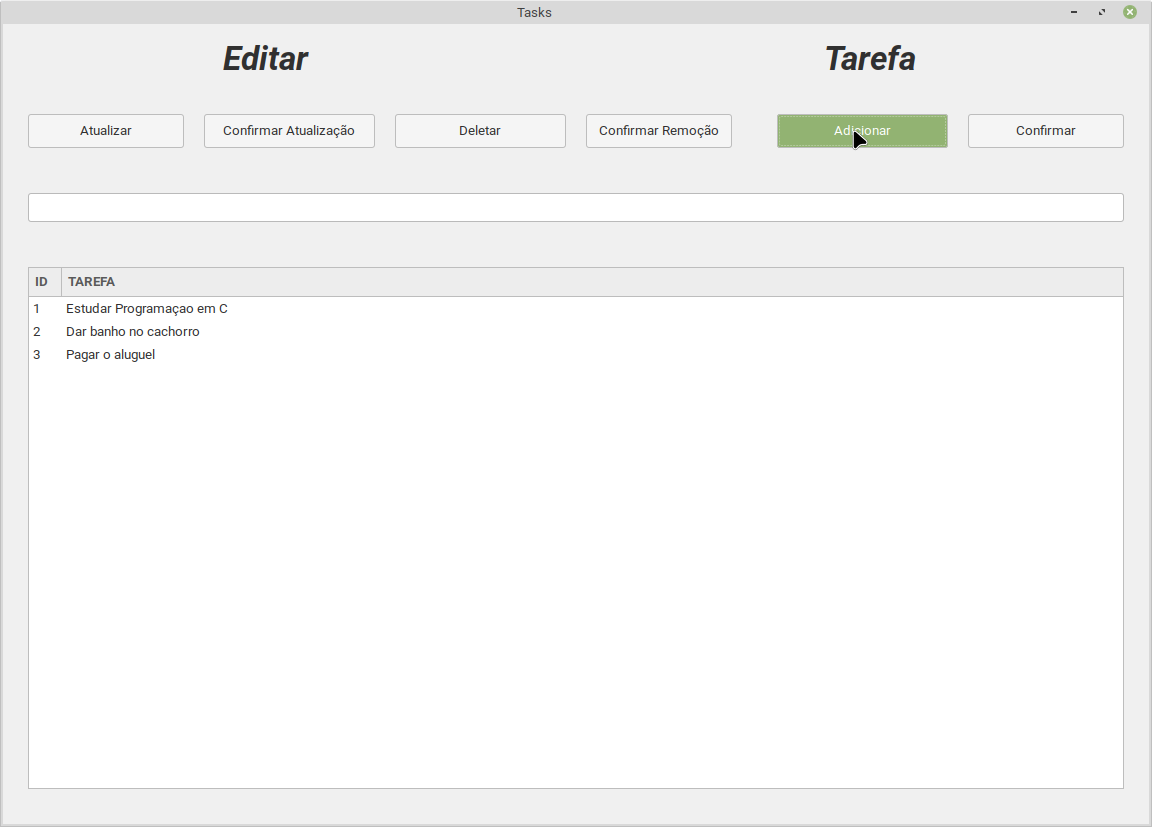 Tasks
Editar Tarefa
Atualizar Confirmar Atualização Deletar Confirmar Remoção Adicionar Confirmar
ID TAREFA
1 Estudar Programaçao em C
2 Dar banho no cachorro
3 Pagar o aluguel